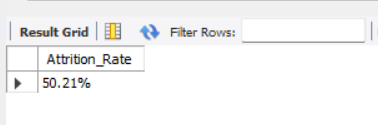 Result Grid Filter Rows:
Attrition_Rate
50.21%